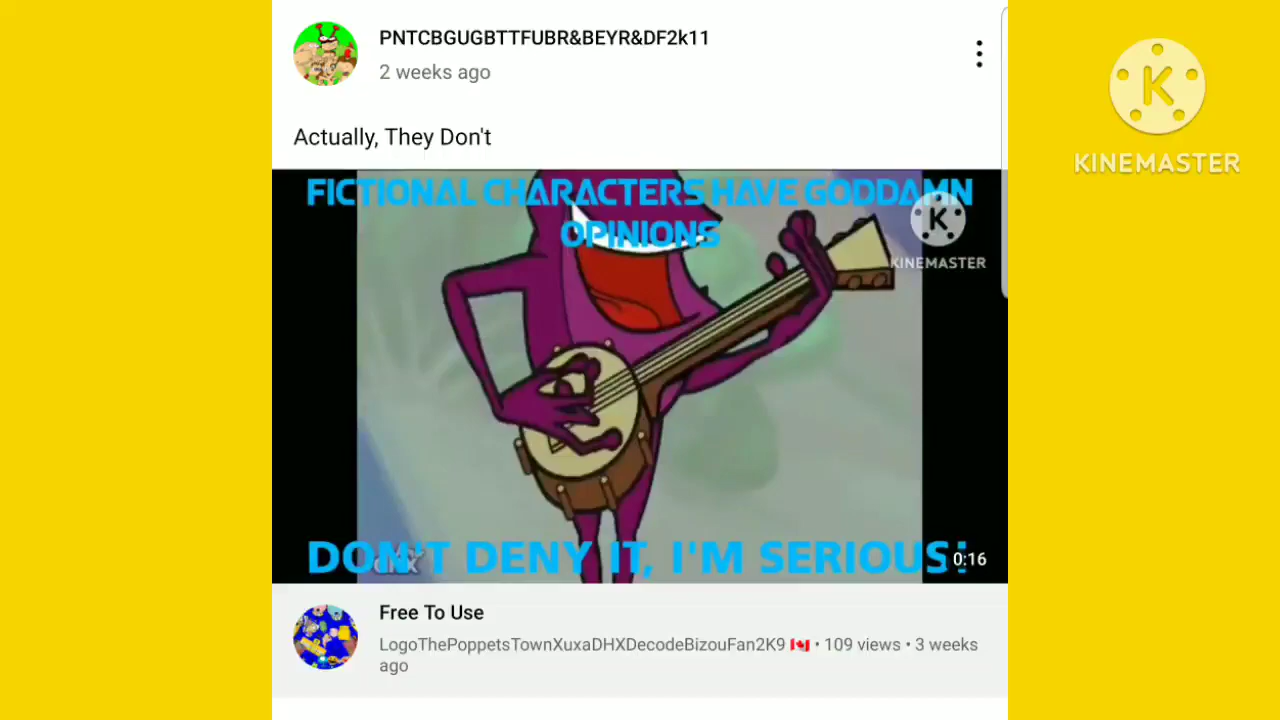 PNTCBGUGBTTFUBR&BEYR&DF2k11
2 weeks ago
K
KINEMASTER
Actually, They Don't
FICTIONAL CHARACTERS HAVE GODDAMN
OPINIONS
K
KINEMASTER
DON'T DENY IT, I'M SERIOUS!
0:16
Free To Use
LogoThePoppetsTownXuxaDHXDecodeBizouFan2K9 🇨🇦 • 109 views • 3 weeks
ago